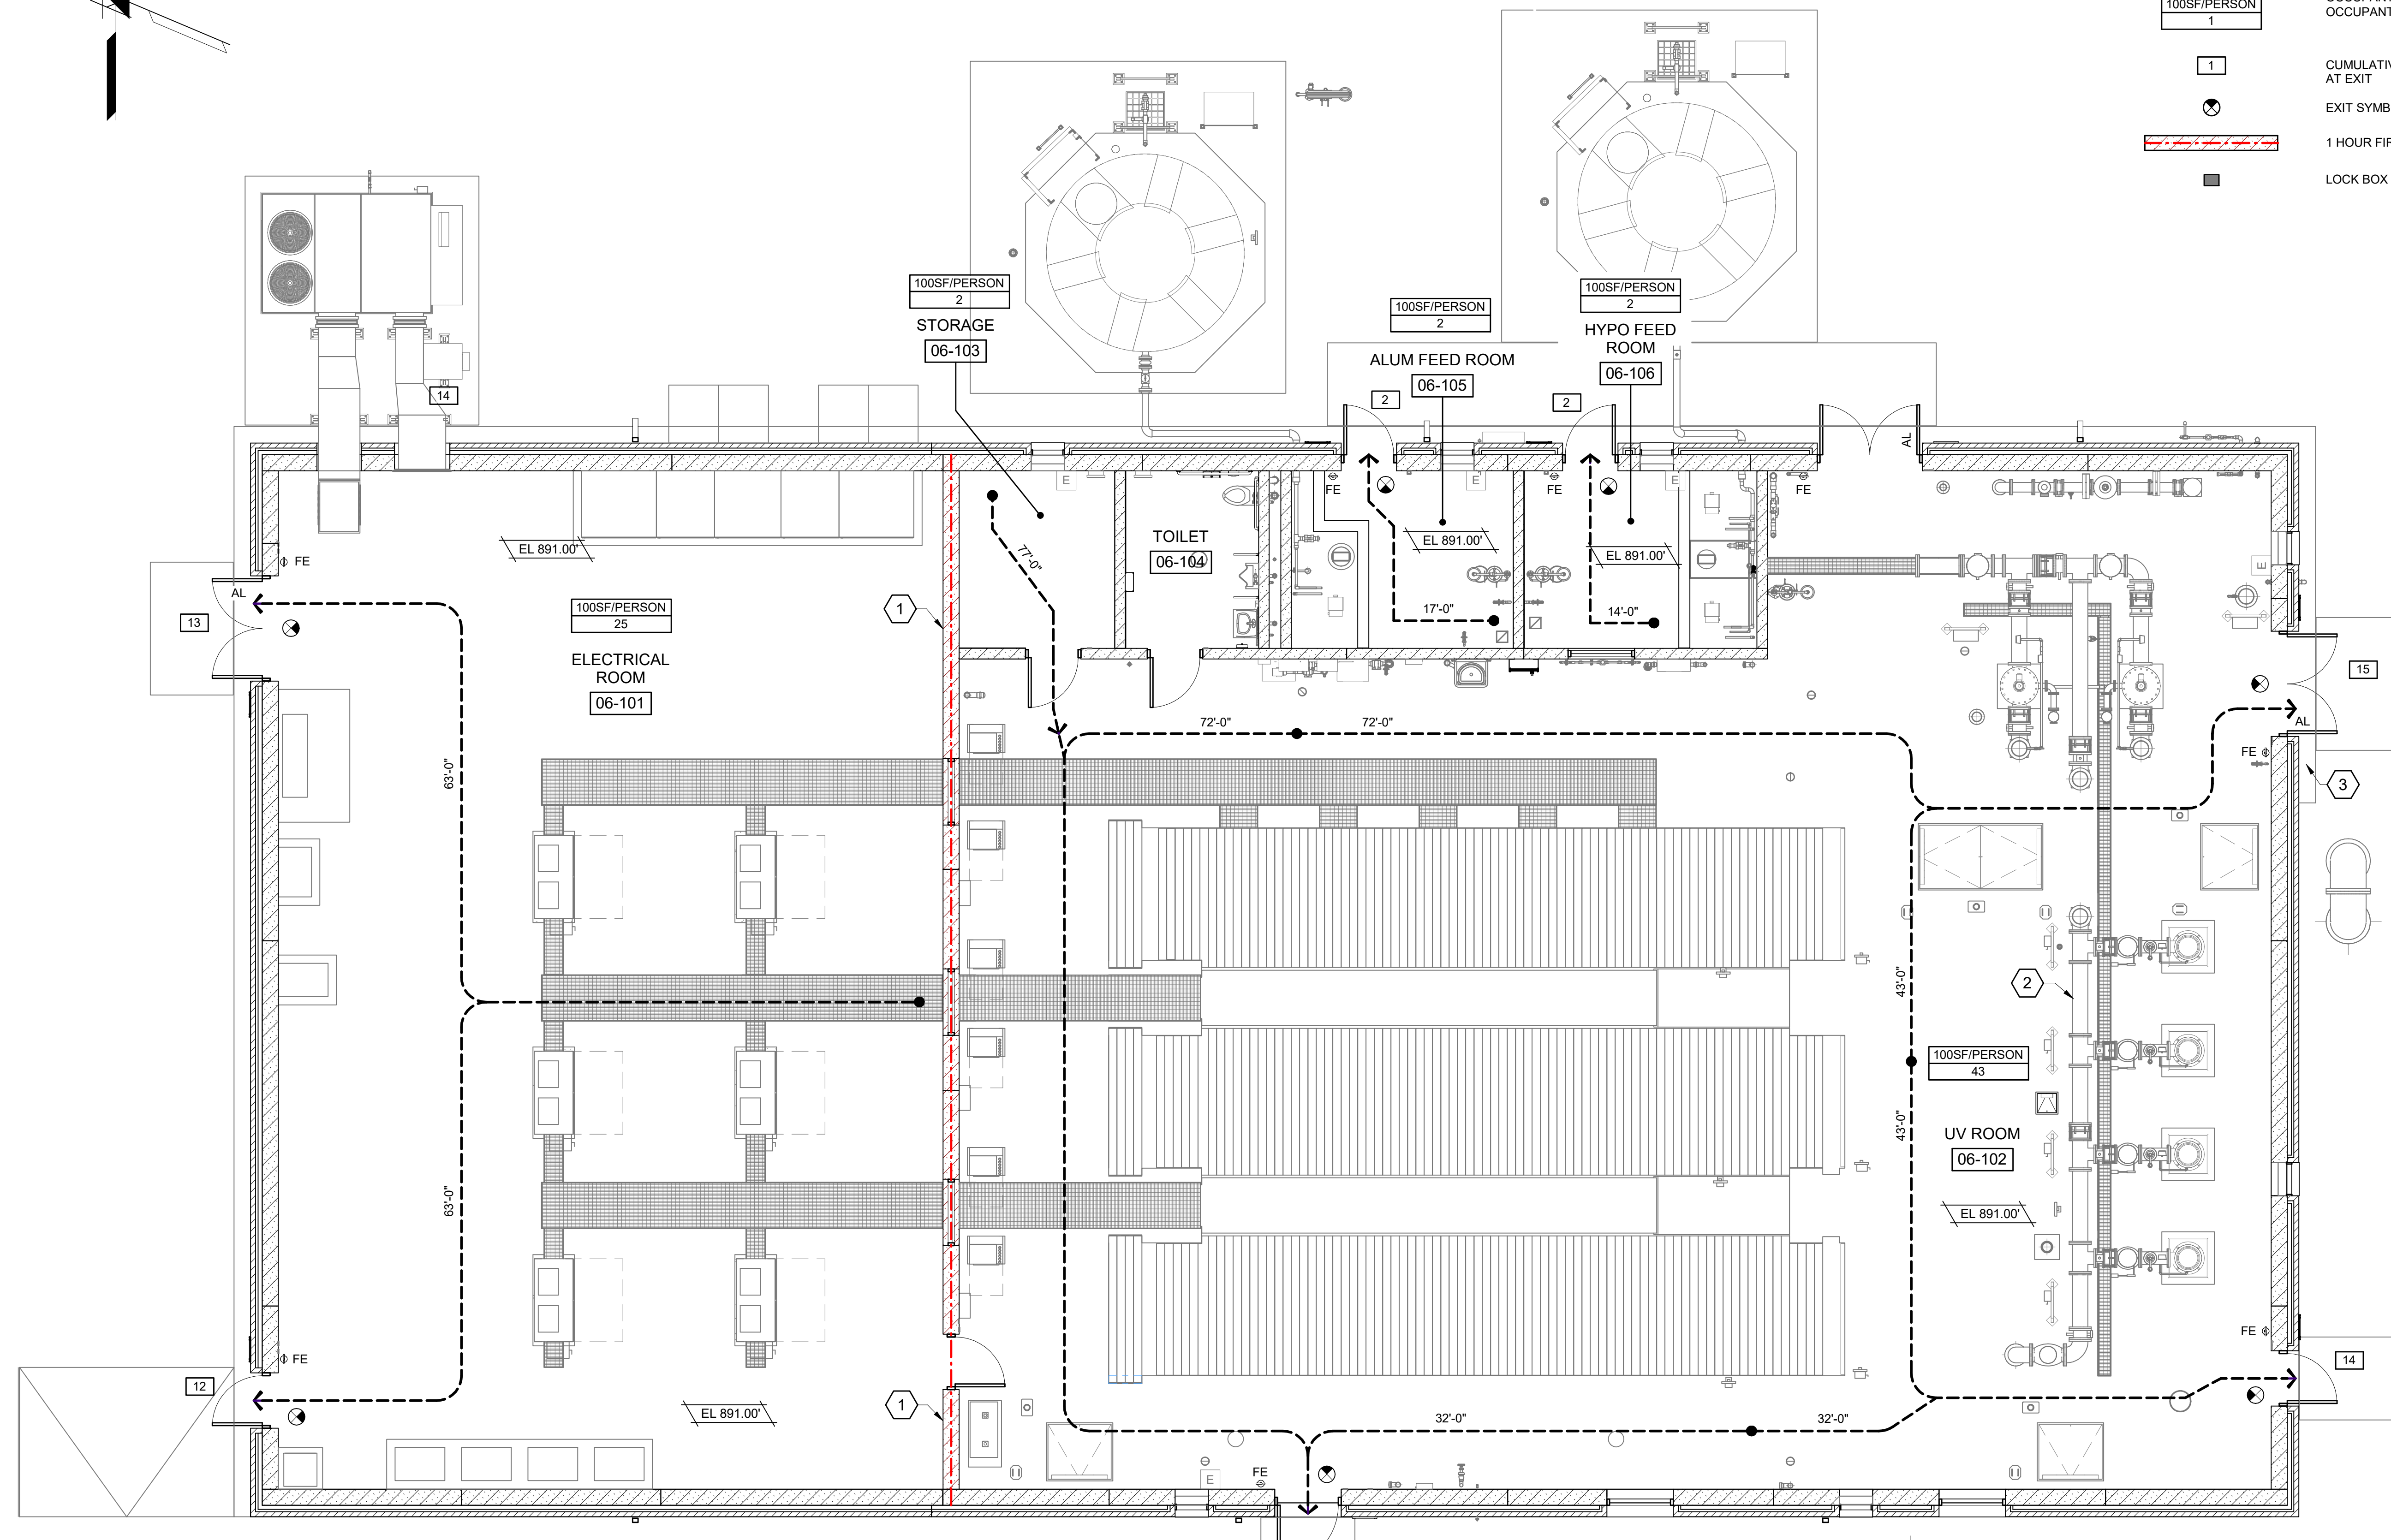 100SF/PERSON
1
OCCUPANT
1
CUMULATIV
AT EXIT
EXIT SYMB
1 HOUR FIR
LOCK BOX
100SF/PERSON
2
STORAGE
06-103
100SF/PERSON
2
ALUM FEED ROOM
06-105
100SF/PERSON
2
HYPO FEED
ROOM
06-106
14
2
2
AL
FE
E
FE
E
FE
E
FE
EL 891.00'
77'-0"
TOILET
06-104
EL 891.00'
EL 891.00'
E
AL
13
100SF/PERSON
25
1
17'-0"
14'-0"
ELECTRICAL
ROOM
06-101
15
72'-0"
72'-0"
AL
FE
63'-0"
3
43'-0"
2
100SF/PERSON
43
43'-0"
UV ROOM
06-102
63'-0"
EL 891.00'
FE
FE
12
14
1
EL 891.00'
32'-0"
32'-0"
FE
E